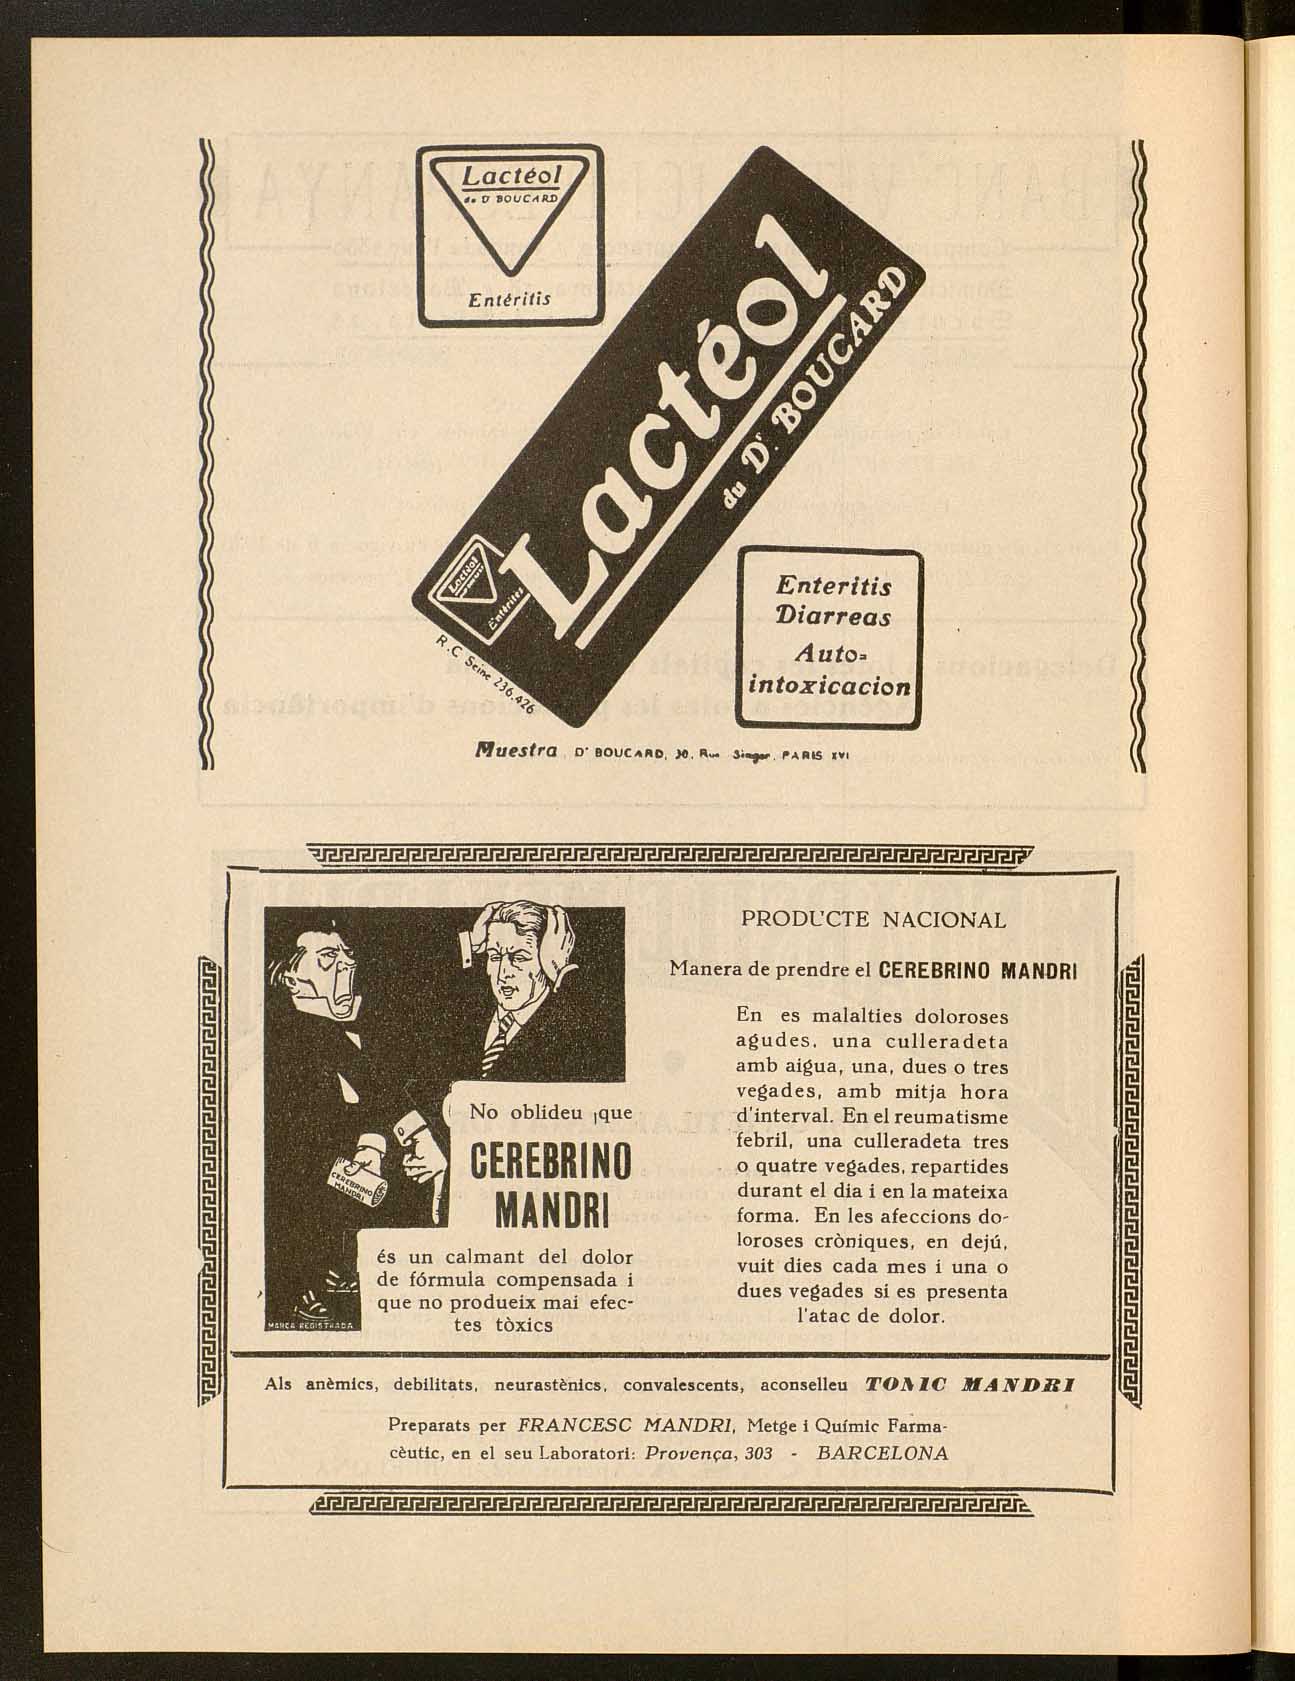 Lactéol
du Dr BOUCARD
Entéritis
Lactéol
du Dr. BOUCARD
Lactéol
Entérites
R.C. Seine 236.426
Enteritis
Diarreas
Auto-
intoxicacion
Muestra, Dr BOUCARD, 30, Rue Singer, PARIS XVI
No oblideu que
CEREBRINO
MANDRI
és un calmant del dolor
de fórmula compensada i
que no produeix mai efec-
tes tòxics
CEREBRINO
MANDRI
MARCA REGISTRADA
PRODUCTE NACIONAL
Manera de prendre el CEREBRINO MANDRI
En es malalties doloroses
agudes, una culleradeta
amb aigua, una, dues o tres
vegades, amb mitja hora
d'interval. En el reumatisme
febril, una culleradeta tres
o quatre vegades, repartides
durant el dia i en la mateixa
forma. En les afeccions do-
loroses cròniques, en dejú,
vuit dies cada mes i una o
dues vegades si es presenta
l'atac de dolor.
Als anèmics, debilitats, neurastènics, convalescents, aconselleu TONIC MANDRI
Preparats per FRANCESC MANDRI, Metge i Químic Farma-
cèutic, en el seu Laboratori: Provença, 303 - BARCELONA